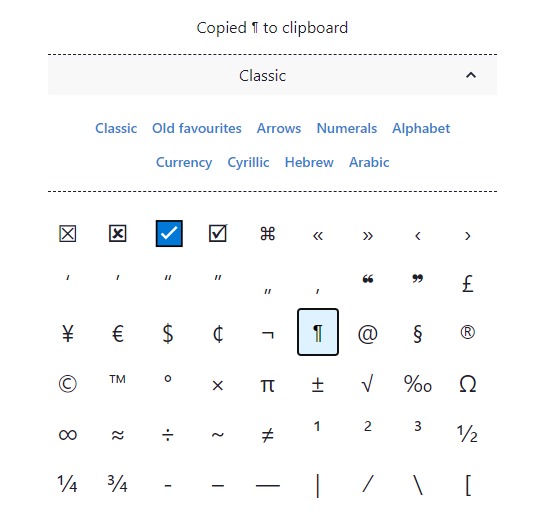 Copied ¶ to clipboard
Classic
Classic Old favourites Arrows Numerals Alphabet
Currency Cyrillic Hebrew Arabic
☒ 🗷 ✓ 🗹 ⌘ « » ‹ ›
‘ ’ “ ” „ ‚ ❝ ❞ £
¥ € $ ¢ ¬ ¶ @ § ®
© ™ ° × π ± √ ‰ Ω
∞ ≈ ÷ ~ ≠ ¹ ² ³ ½
¼ ¾ - – — | ⁄ \ [